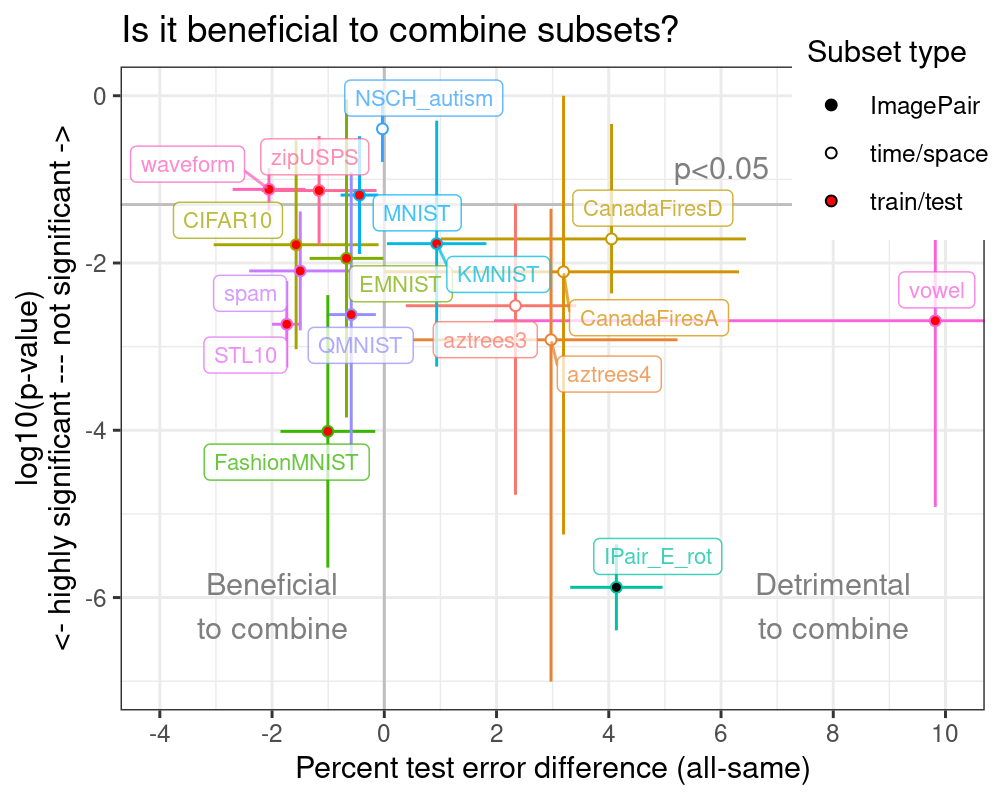 Is it beneficial to combine subsets?
Subset type
ImagePair
time/space
train/test
log10(p-value)
<- highly significant --- not significant ->
0
-2
-4
-6
NSCH_autism
waveform
zipUSPS
p<0.05
CIFAR10
MNIST
CanadaFiresD
spam
EMNIST
KMNIST
vowel
STL10
QMNIST
aztrees3
CanadaFiresA
aztrees4
FashionMNIST
IPair_E_rot
Beneficial
to combine
Detrimental
to combine
-4
-2
0
2
4
6
8
10
Percent test error difference (all-same)